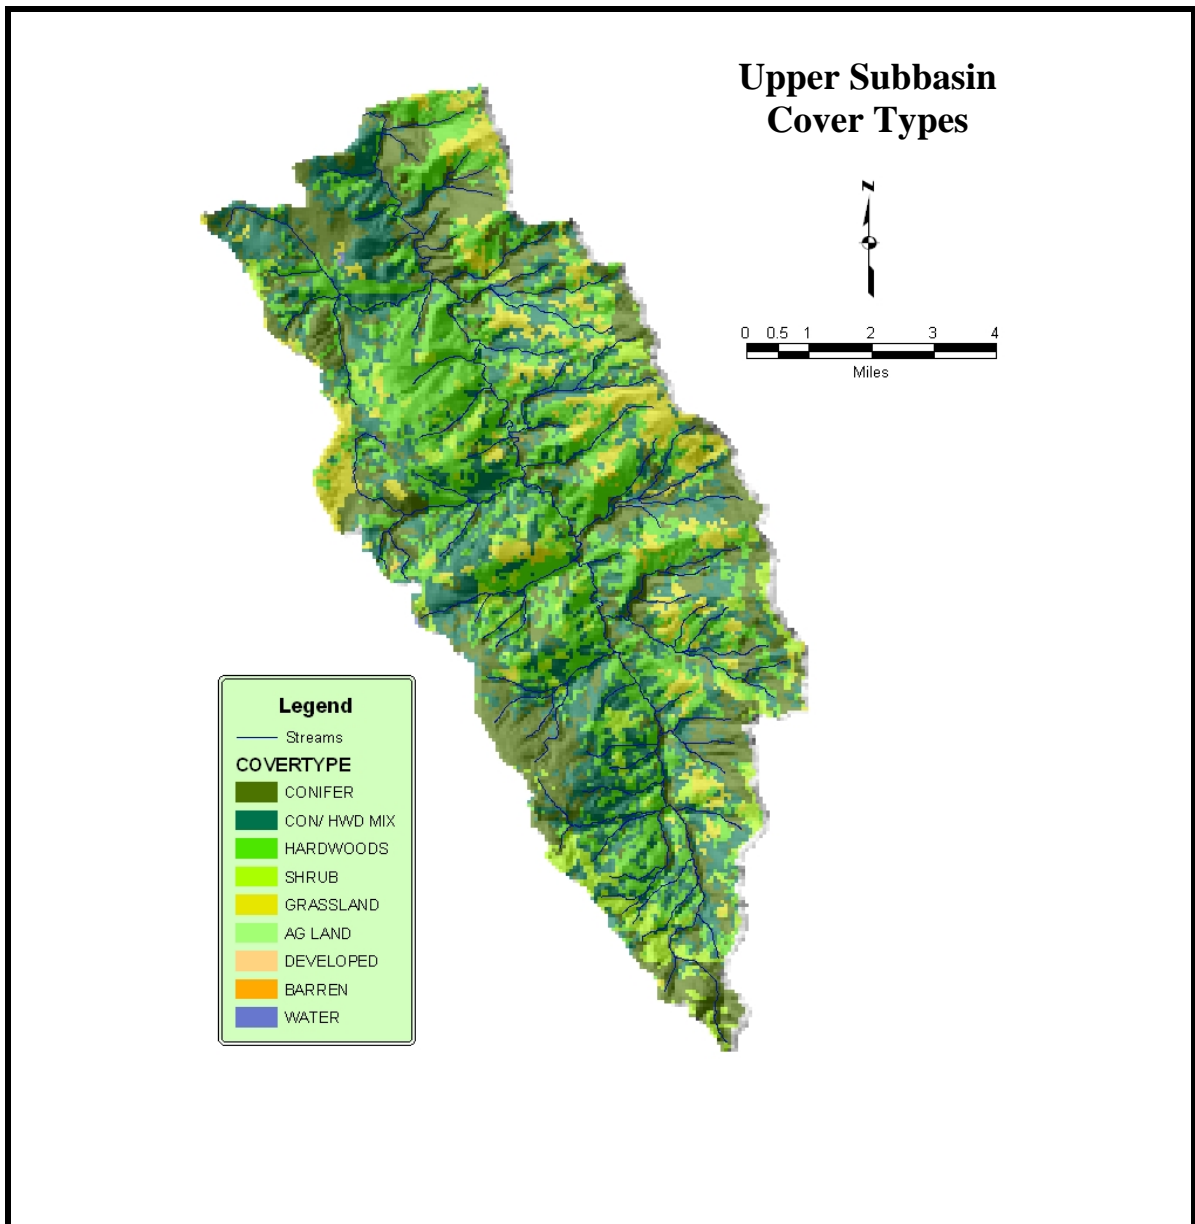 Upper Subbasin
Cover Types
N
0 0.5 1 2 3 4
Miles
Legend
Streams
COVERTYPE
CONIFER
CON/ HWD MIX
HARDWOODS
SHRUB
GRASSLAND
AG LAND
DEVELOPED
BARREN
WATER